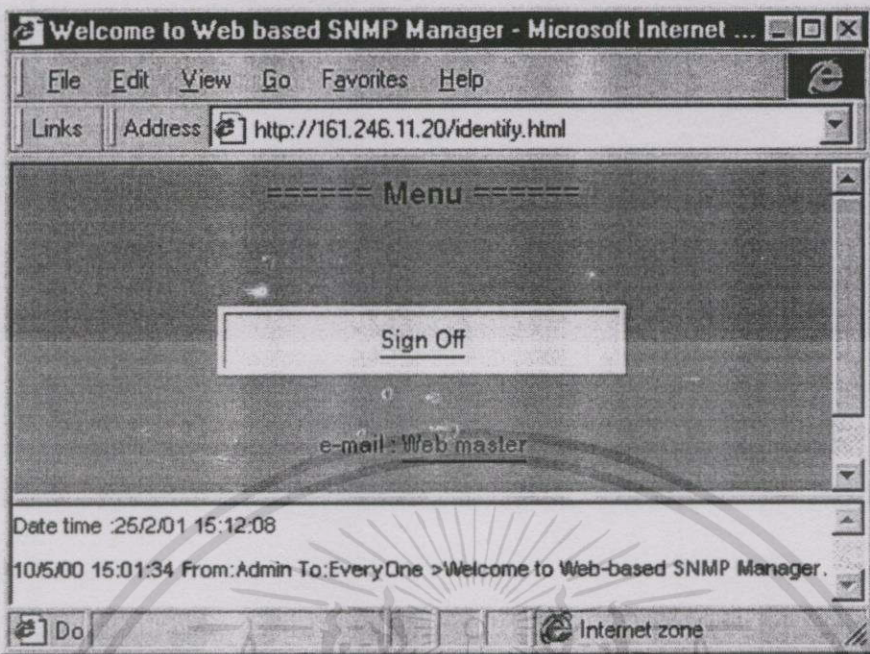 Welcome to Web based SNMP Manager - Microsoft Internet ...
File Edit View Go Favorites Help
Links Address http://161.246.11.20/identify.html
====== Menu ======
Sign Off
e-mail : Web master
Date time :25/2/01 15:12:08
10/5/00 15:01:34 From:Admin To:EveryOne >Welcome to Web-based SNMP Manager.
Do Internet zone